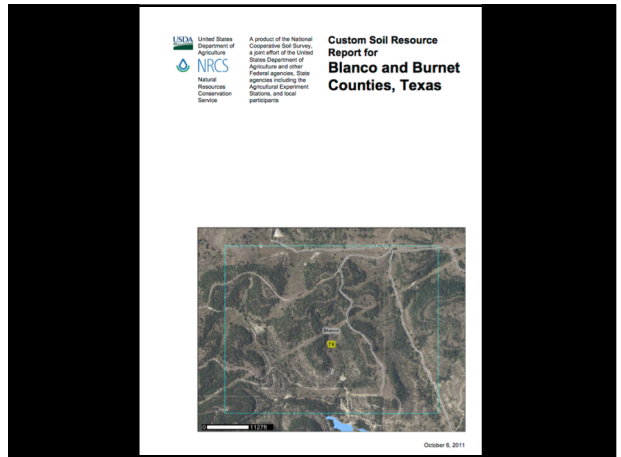 USDA
United States
Department of
Agriculture
NRCS
Natural
Resources
Conservation
Service
A product of the National
Cooperative Soil Survey,
a joint effort of the United
States Department of
Agriculture and other
Federal agencies, State
agencies including the
Agricultural Experiment
Stations, and local
participants
Custom Soil Resource
Report for
Blanco and Burnet
Counties, Texas
Blanco
0
October 6, 2011